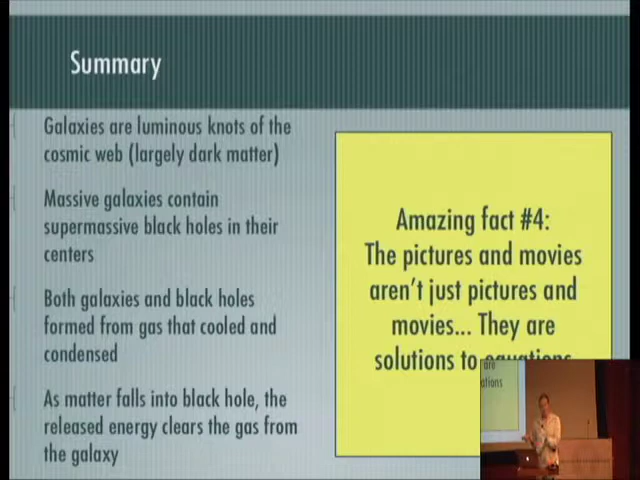 Summary
Galaxies are luminous knots of the
cosmic web (largely dark matter)
Massive galaxies contain
supermassive black holes in their
centers
Both galaxies and black holes
formed from gas that cooled and
condensed
As matter falls into black hole, the
released energy clears the gas from
the galaxy
Amazing fact #4:
The pictures and movies
aren't just pictures and
movies... They are
solutions to equations
are
ations